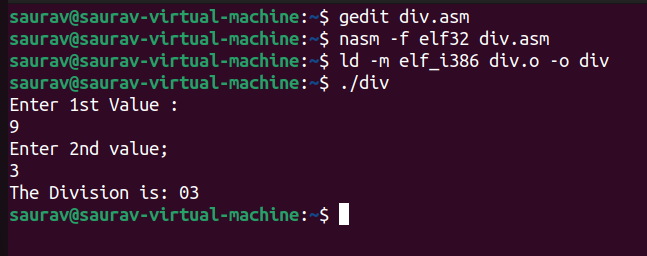 saurav@saurav-virtual-machine:~$ gedit div.asm
saurav@saurav-virtual-machine:~$ nasm -f elf32 div.asm
saurav@saurav-virtual-machine:~$ ld -m elf_i386 div.o -o div
saurav@saurav-virtual-machine:~$ ./div
Enter 1st Value :
9
Enter 2nd value;
3
The Division is: 03
saurav@saurav-virtual-machine:~$